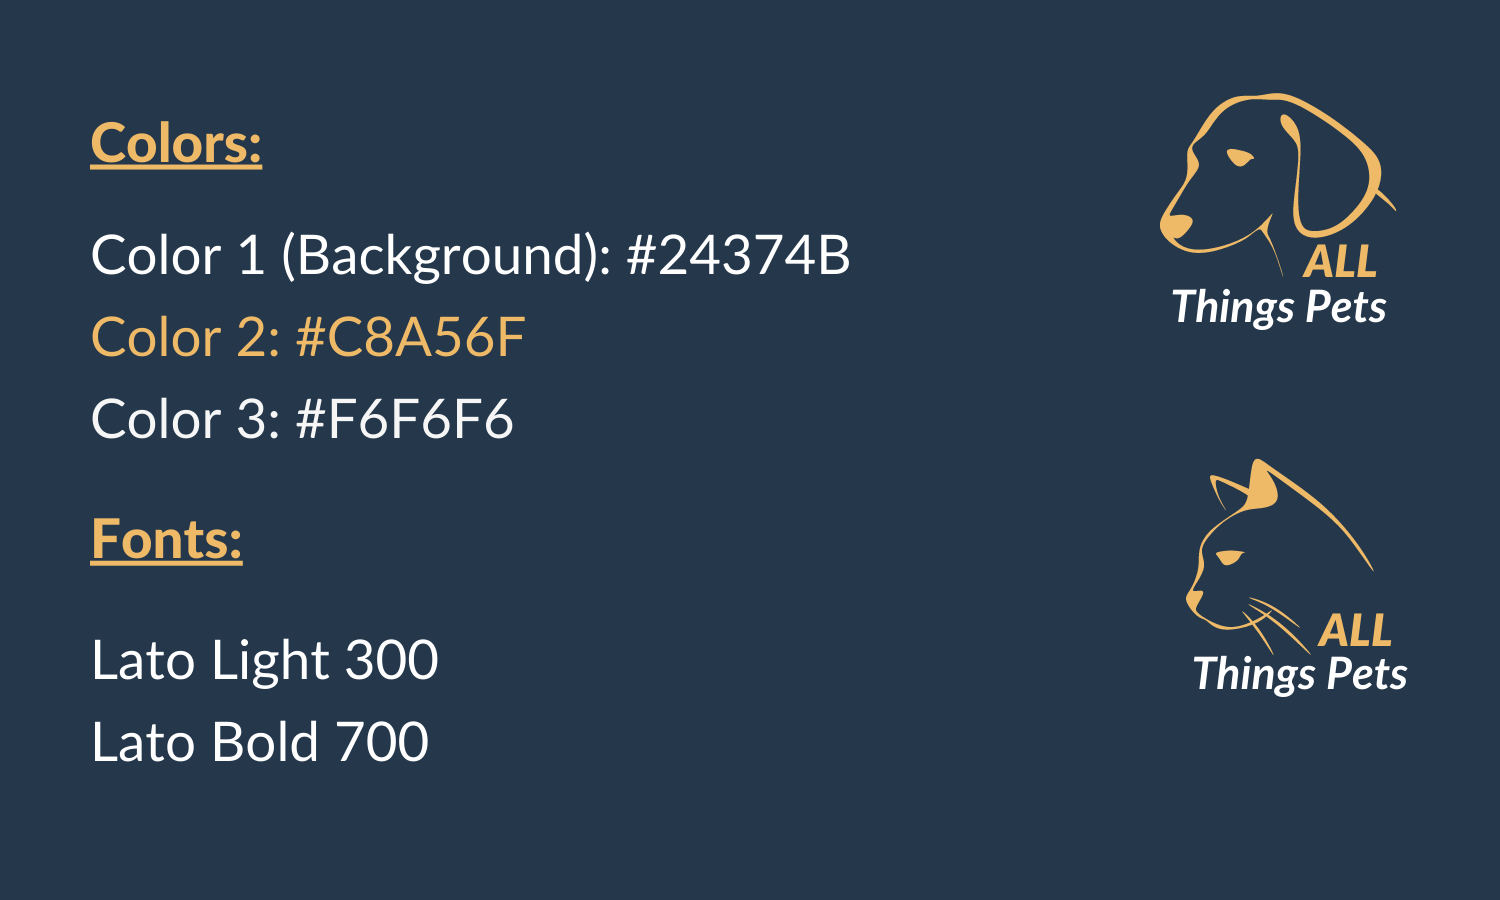 Colors:
Color 1 (Background): #24374B
Color 2: #C8A56F
Color 3: #F6F6F6
Fonts:
Lato Light 300
Lato Bold 700
ALL
Things Pets
ALL
Things Pets